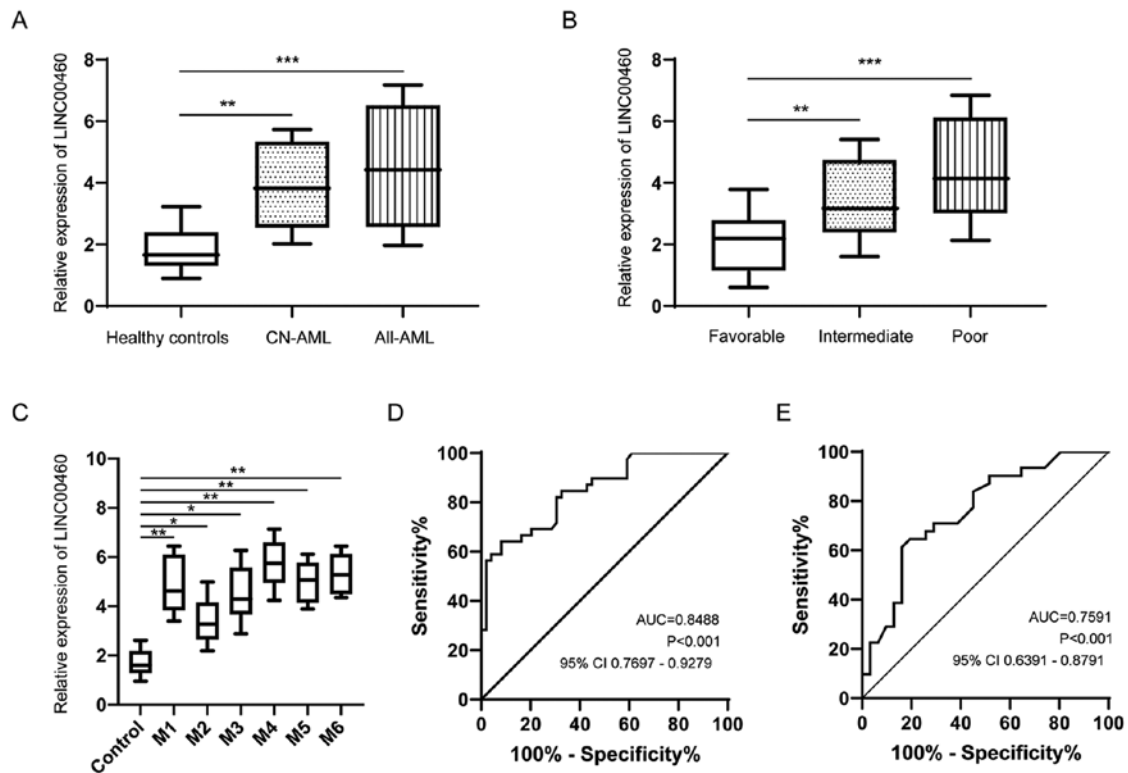 A
Relative expression of LINC00460
8
6
4
2
0
***
**
Healthy controls
CN-AML
All-AML
B
Relative expression of LINC00460
8
6
4
2
0
***
**
Favorable
Intermediate
Poor
C
Relative expression of LINC00460
10
8
6
4
2
0
**
**
**
*
*
**
Control
M1
M2
M3
M4
M5
M6
D
Sensitivity%
100
80
60
40
20
0
AUC=0.8488
P<0.001
95% CI 0.7697 - 0.9279
0 20 40 60 80 100
100% - Specificity%
E
Sensitivity%
100
80
60
40
20
0
AUC=0.7591
P<0.001
95% CI 0.6391 - 0.8791
0 20 40 60 80 100
100% - Specificity%